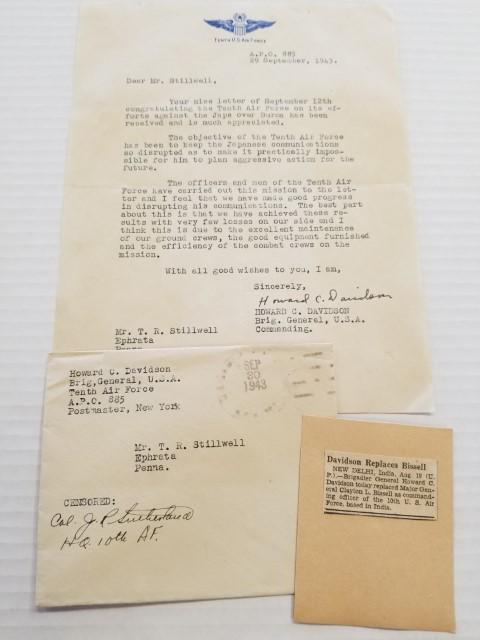 TENTH U.S. AIR FORCE
A.P.O. 885
29 September, 1943.
Dear Mr. Stillwell,
Your nice letter of September 12th
congratulating the Tenth Air Force on its ef-
forts against the Japs over Burma has been
received and is much appreciated.
The objective of the Tenth Air Force
has been to keep the Japanese communications
so disrupted as to make it practically impos-
sible for him to plan aggressive action for the
future.
The officers and men of the Tenth Air
Force have carried out this mission to the let-
ter and I feel that we have made good progress
in disrupting his communications. The best part
about this is that we have achieved these re-
sults with very few losses on our side and I
think this is due to the excellent maintenance
of our ground crews, the good equipment furnished
and the efficiency of the combat crews on the
mission.
With all good wishes to you, I am,
Sincerely,
Howard C. Davidson
HOWARD C. DAVIDSON
Brig. General, U.S.A.
Commanding.
Mr. T. R. Stillwell
Ephrata
Penna.
Howard C. Davidson
Brig,General, U.S.A.
Tenth Air Force
A.P.O. 885
Postmaster, New York
SEP
30
1943
Mr. T. R. Stillwell
Ephrata
Penna.
CENSORED:
Col. J. P. Sutherland
HQ. 10th AF.
Davidson Replaces Bissell
NEW DELHI, India, Aug. 19 (U.
P.).—Brigadier General Howard C.
Davidson today replaced Major Gen-
eral Clayton L. Bissell as command-
ing officer of the 10th U. S. Air
Force, based in India.